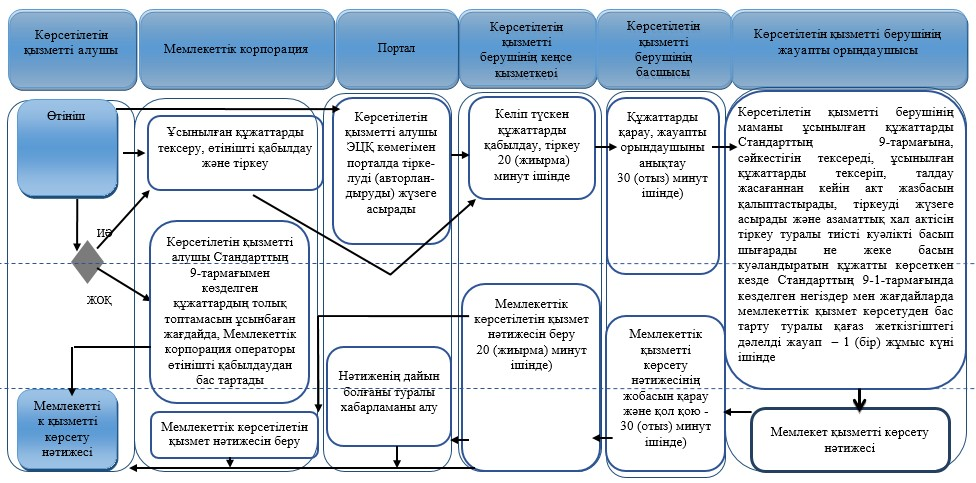 Көрсетілетін
қызметті алушы
Мемлекеттік корпорация
Портал
Көрсетілетін
қызметті
берушінің кеңсе
қызметкері
Көрсетілетін
қызметті
берушінің
басшысы
Көрсетілетін қызметті берушінің
жауапты орындаушысы
Өтініш
Ұсынылған құжаттарды
тексеру, өтінішті қабылдау
және тіркеу
Көрсетілетін
қызметті алушы
ЭЦҚ көмегімен
порталда тірке-
луді (авторлан-
дыруды) жүзеге
асырады
Келіп түскен
құжаттарды
қабылдау, тіркеу
20 (жиырма)
минут ішінде
Құжаттарды
қарау, жауапты
орындаушыны
анықтау
30 (отыз) минут
ішінде)
Көрсетілетін қызметті берушінің
маманы ұсынылған құжаттарды
Стандарттың 9-тармағына,
сәйкестігін тексереді, ұсынылған
құжаттарды тексеріп, талдау
жасағаннан кейін акт жазбасын
қалыптастырады, тіркеуді жүзеге
асырады және азаматтық хал актісін
тіркеу туралы тиісті куәлікті басып
шығарады не жеке басын
куәландыратын құжатты көрсеткен
кезде Стандарттың 9-1-тармағында
көзделген негіздер мен жағдайларда
мемлекеттік қызмет көрсетуден бас
тарту туралы қағаз жеткізгіштегі
дәлелді жауап – 1 (бір) жұмыс күні
ішінде
ИӘ
ЖОҚ
Көрсетілетін қызметті
алушы Стандарттың
9-тармағымен
көзделген
құжаттардың толық
топтамасын ұсынбаған
жағдайда, Мемлекеттік
корпорация операторы
өтінішті қабылдаудан
бас тартады
Мемлекеттік
көрсетілетін қызмет
нәтижесін беру
20 (жиырма) минут
ішінде)
Мемлекеттік
қызметті
көрсету
нәтижесінің
жобасын қарау
және қол қою -
30 (отыз) минут
ішінде)
Нәтиженің дайын
болғаны туралы
хабарламаны алу
Мемлекетті
к қызметті
көрсету
нәтижесі
Мемлекеттік көрсетілетін
қызмет нәтижесін беру
Мемлекет қызметті көрсету
нәтижесі